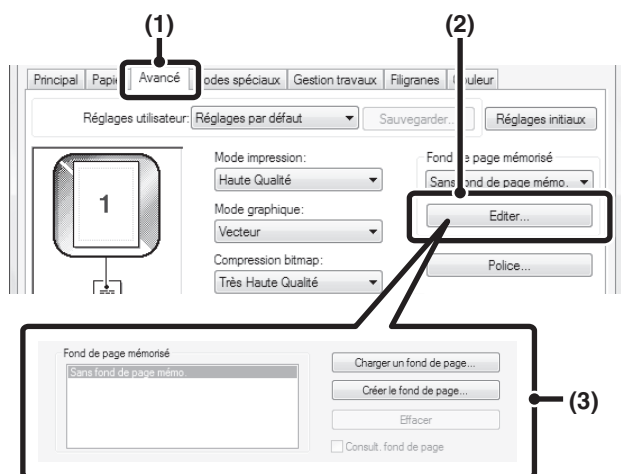 (1) (2)
Principal Papi Avancé odes spéciaux Gestion travaux Filigranes uleur
Réglages utilisateur: Réglages par défaut Sauvegarder... Réglages initiaux
Mode impression: Fond de page mémorisé
Haute Qualité Sans fond de page mémo.
1
Mode graphique: Editer...
Vecteur
Compression bitmap: Police...
Très Haute Qualité
Fond de page mémorisé Charger un fond de page...
Sans fond de page mémo.
Créer le fond de page...
(3)
Effacer
Consult. fond de page